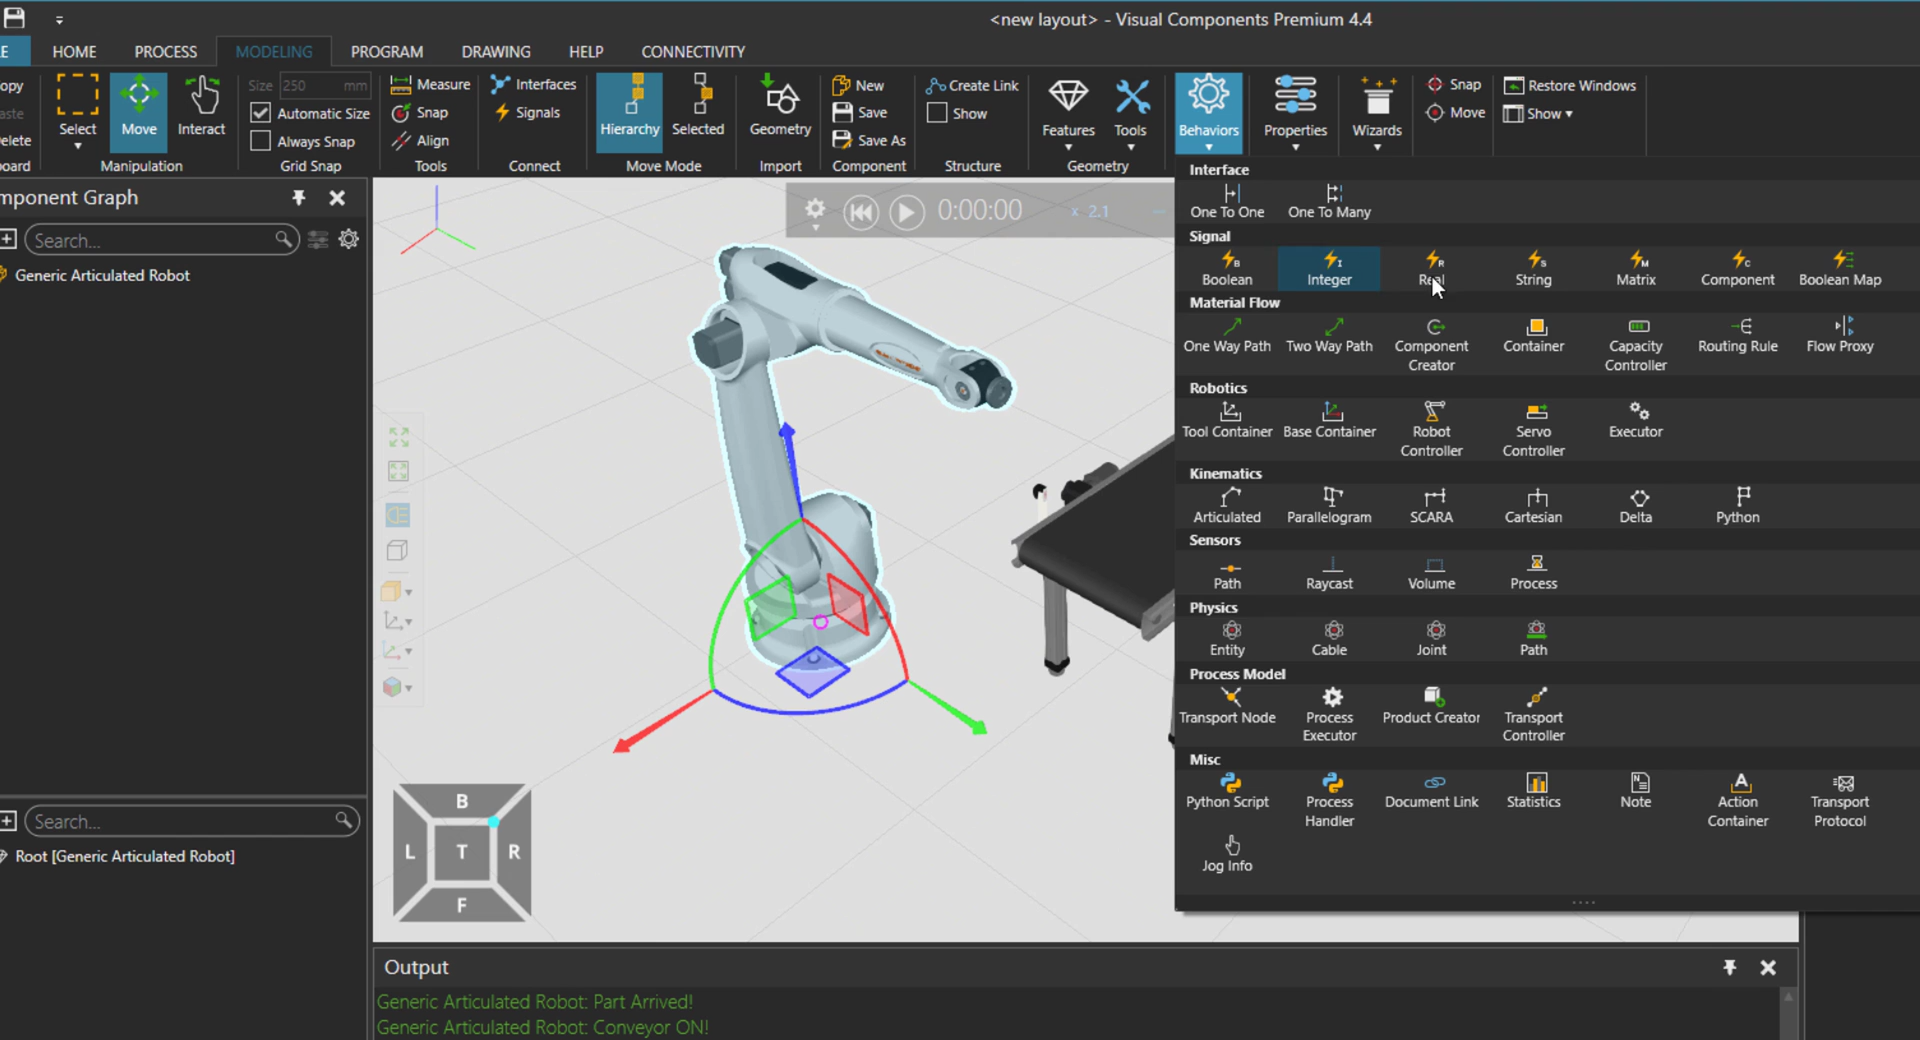 <new layout> - Visual Components Premium 4.4
E HOME PROCESS MODELING PROGRAM DRAWING HELP CONNECTIVITY
opy
aste
elete
oard
Select
Move
Interact
Manipulation
Size 250 mm
Automatic Size
Always Snap
Grid Snap
Measure
Snap
Align
Tools
Interfaces
Signals
Connect
Hierarchy
Selected
Move Mode
Geometry
Import
New
Save
Save As
Component
Create Link
Show
Structure
Features
Tools
Geometry
Behaviors
Properties
Wizards
Snap
Move
Restore Windows
Show
mponent Graph
Search...
Generic Articulated Robot
0:00:00 x 2.1
Interface
One To One One To Many
Signal
B I R S M C
Boolean Integer Real String Matrix Component Boolean Map
Material Flow
One Way Path Two Way Path Component Creator Container Capacity Controller Routing Rule Flow Proxy
Robotics
Tool Container Base Container Robot Controller Servo Controller Executor
Kinematics
Articulated Parallelogram SCARA Cartesian Delta Python
Sensors
Path Raycast Volume Process
Physics
Entity Cable Joint Path
Process Model
Transport Node Process Executor Product Creator Transport Controller
Misc
Python Script Process Handler Document Link Statistics Note Action Container Transport Protocol
Jog Info
B
L T R
F
Search...
Root [Generic Articulated Robot]
Output
Generic Articulated Robot: Part Arrived!
Generic Articulated Robot: Conveyor ON!